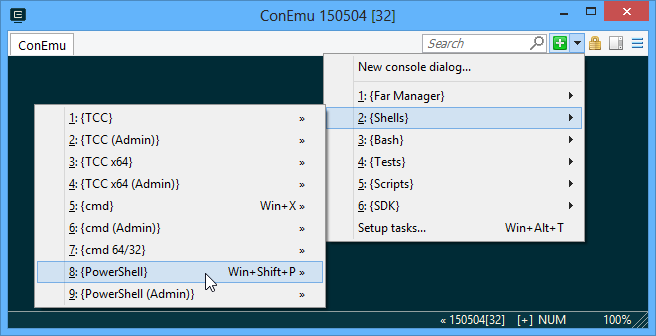 ConEmu 150504 [32]
ConEmu
Search
New console dialog...
1: {Far Manager}
2: {Shells}
3: {Bash}
4: {Tests}
5: {Scripts}
6: {SDK}
Setup tasks... Win+Alt+T
1: {TCC} »
2: {TCC (Admin)} »
3: {TCC x64} »
4: {TCC x64 (Admin)} »
5: {cmd} Win+X »
6: {cmd (Admin)} »
7: {cmd 64/32} »
8: {PowerShell} Win+Shift+P »
9: {PowerShell (Admin)} »
« 150504[32] [+] NUM 100%